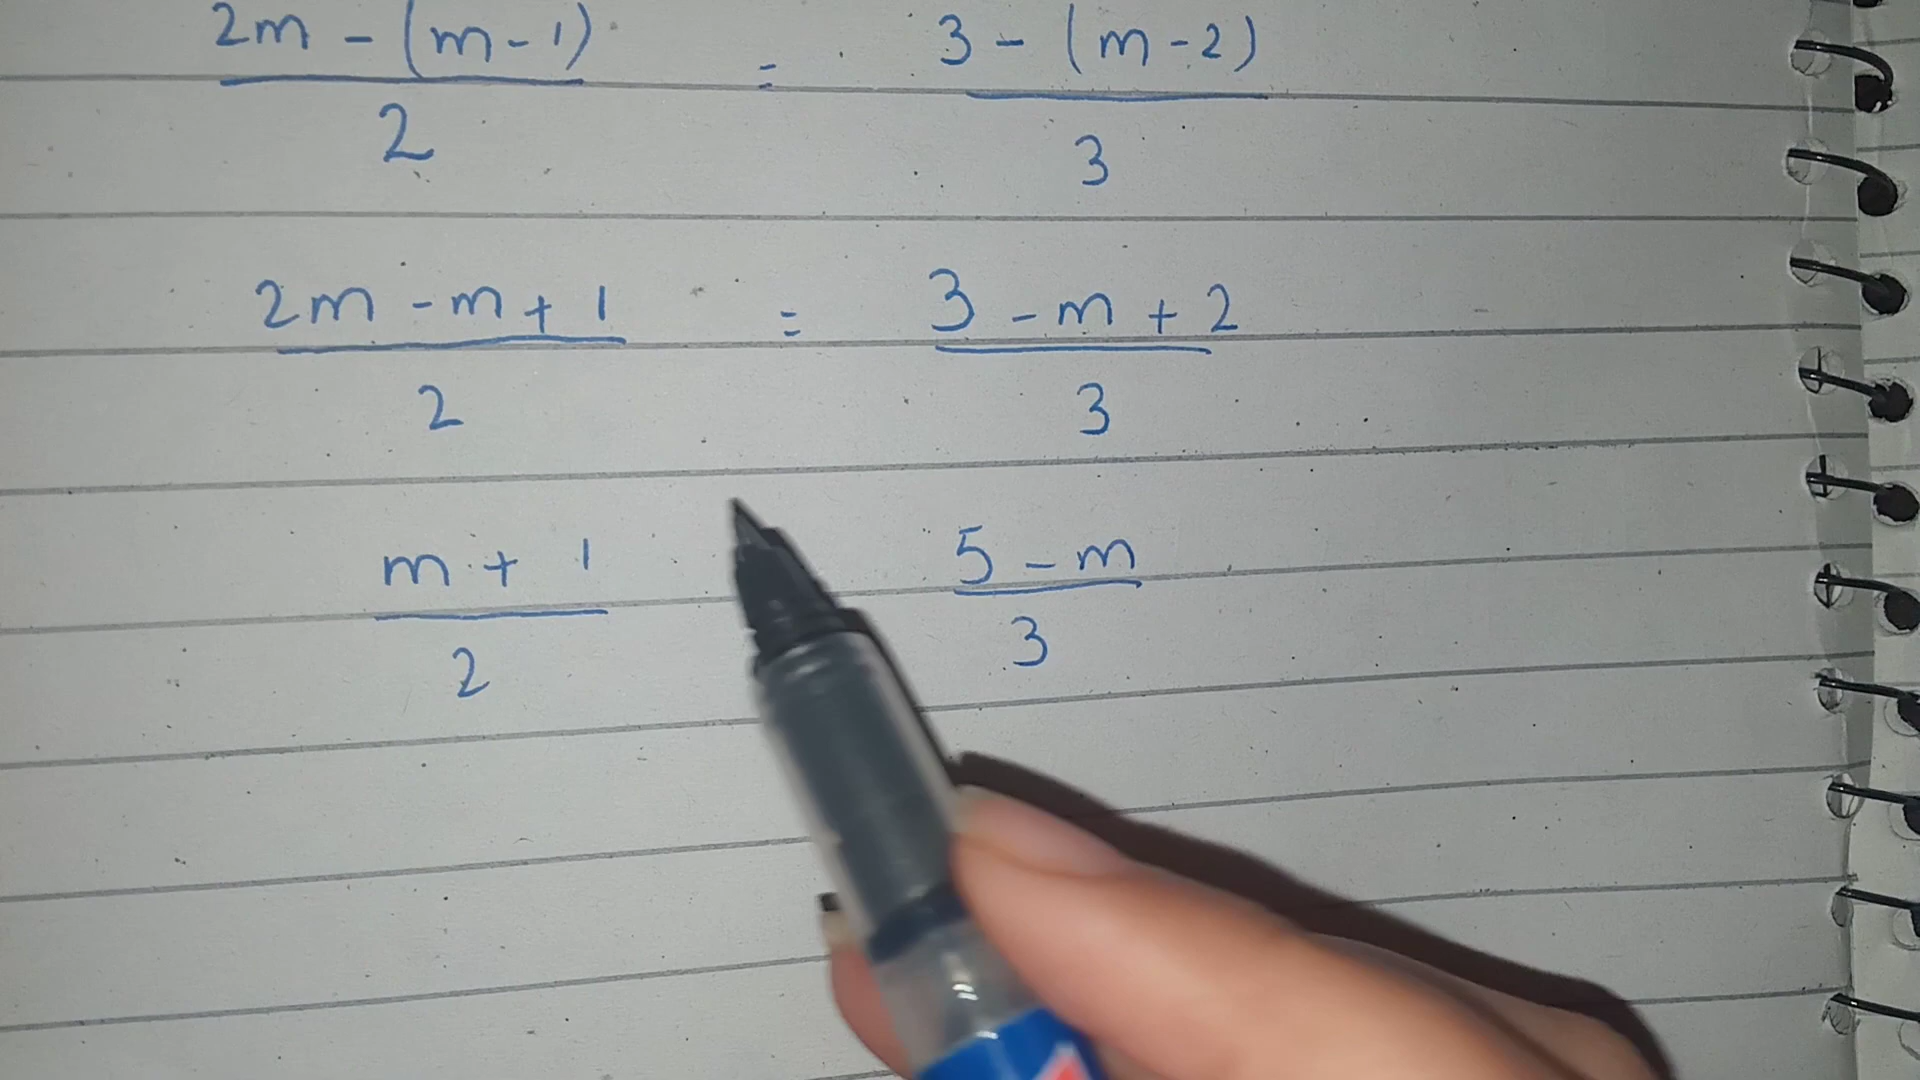 2m - (m - 1) = 3 - (m - 2)
2 3
2m - m + 1 = 3 - m + 2
2 3
m + 1 5 - m
2 3